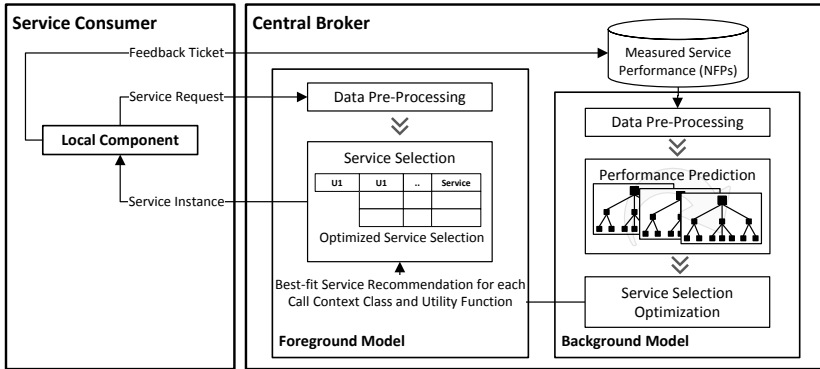 Service Consumer
Central Broker
Feedback Ticket
Measured Service
Performance (NFPs)
Service Request
Data Pre-Processing
Local Component
Service Selection
U1 U1 .. Service
Optimized Service Selection
Service Instance
Best-fit Service Recommendation for each
Call Context Class and Utility Function
Foreground Model
Data Pre-Processing
Performance Prediction
Service Selection
Optimization
Background Model